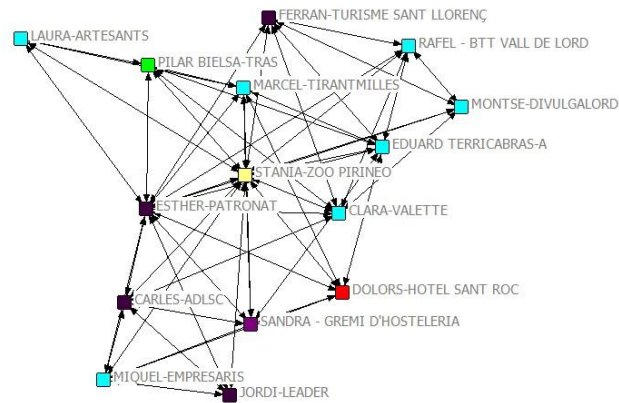 FERRAN-TURISME SANT LLORENÇ
LAURA-ARTESANTS
RAFEL - BTT VALL DE LORD
PILAR BIELSA-TRAS
MARCEL-TIRANTMILLES
MONTSE-DIVULGALORD
EDUARD TERRICABRAS-A
STANIA-ZOO PIRINEO
ESTHER-PATRONAT
CLARA-VALETTE
DOLORS-HOTEL SANT ROC
CARLES-ADLSC
SANDRA - GREMI D'HOSTELERIA
MIQUEL-EMPRESARIS
JORDI-LEADER